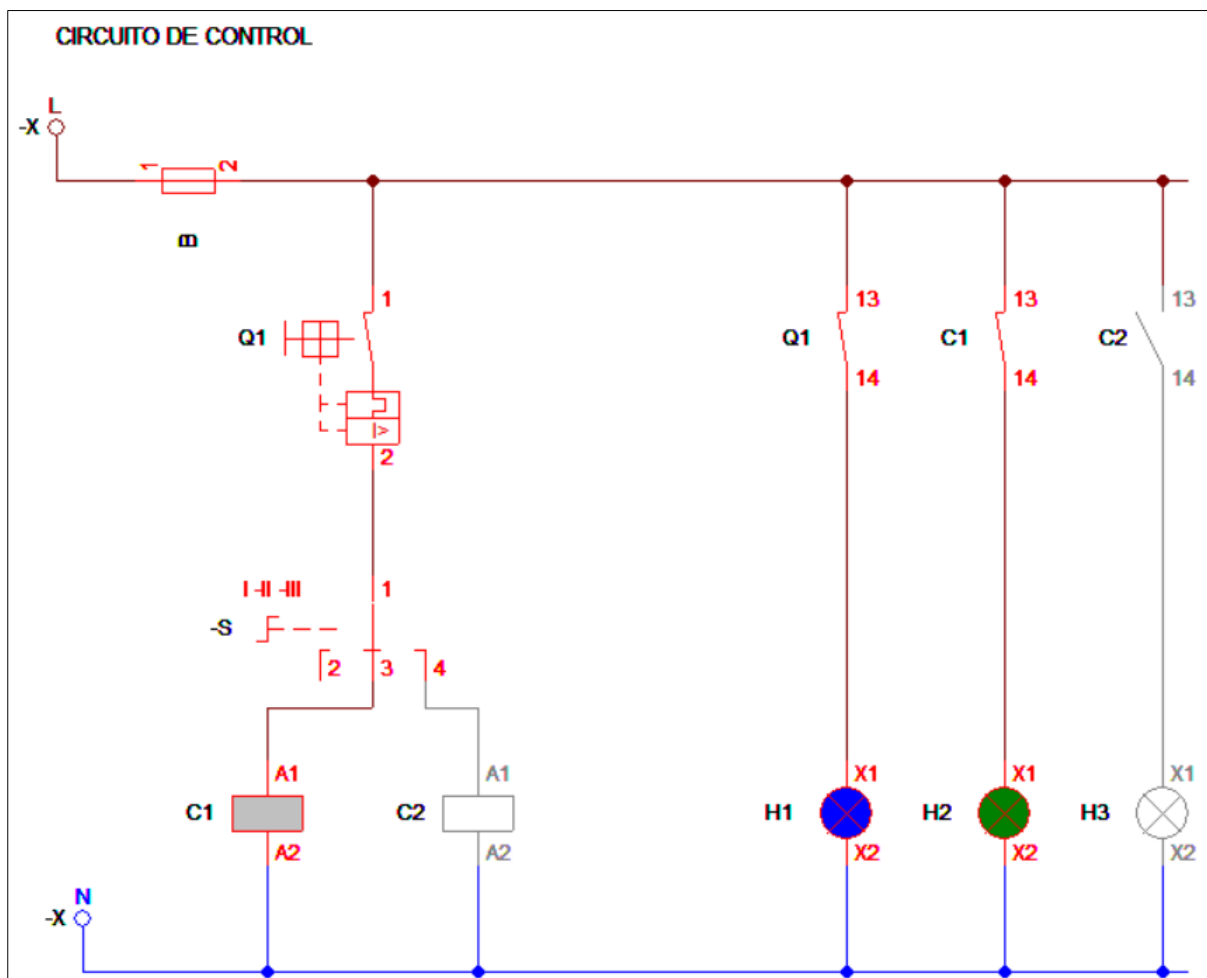 CIRCUITO DE CONTROL
L
-X
1 2
1 13 13 13
Q1 Q1 C1 C2
14 14 14
I>
2
I -II -III 1
-S
2 3 4
A1 A1 X1 X1 X1
C1 C2 H1 H2 H3
A2 A2 X2 X2 X2
N
-X